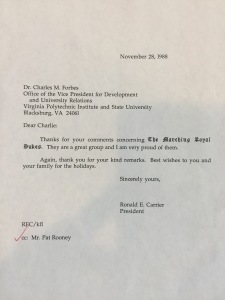 November 28, 1988
Dr. Charles M. Forbes
Office of the Vice President for Development
and University Relations
Virginia Polytechnic Institute and State University
Blacksburg, VA 24061
Dear Charlie:
Thanks for your comments concerning The Marching Royal
Dukes. They are a great group and I am very proud of them.
Again, thank you for your kind remarks. Best wishes to you and
your family for the holidays.
Sincerely yours,
Ronald E. Carrier
President
REC/kfl
cc: Mr. Pat Rooney